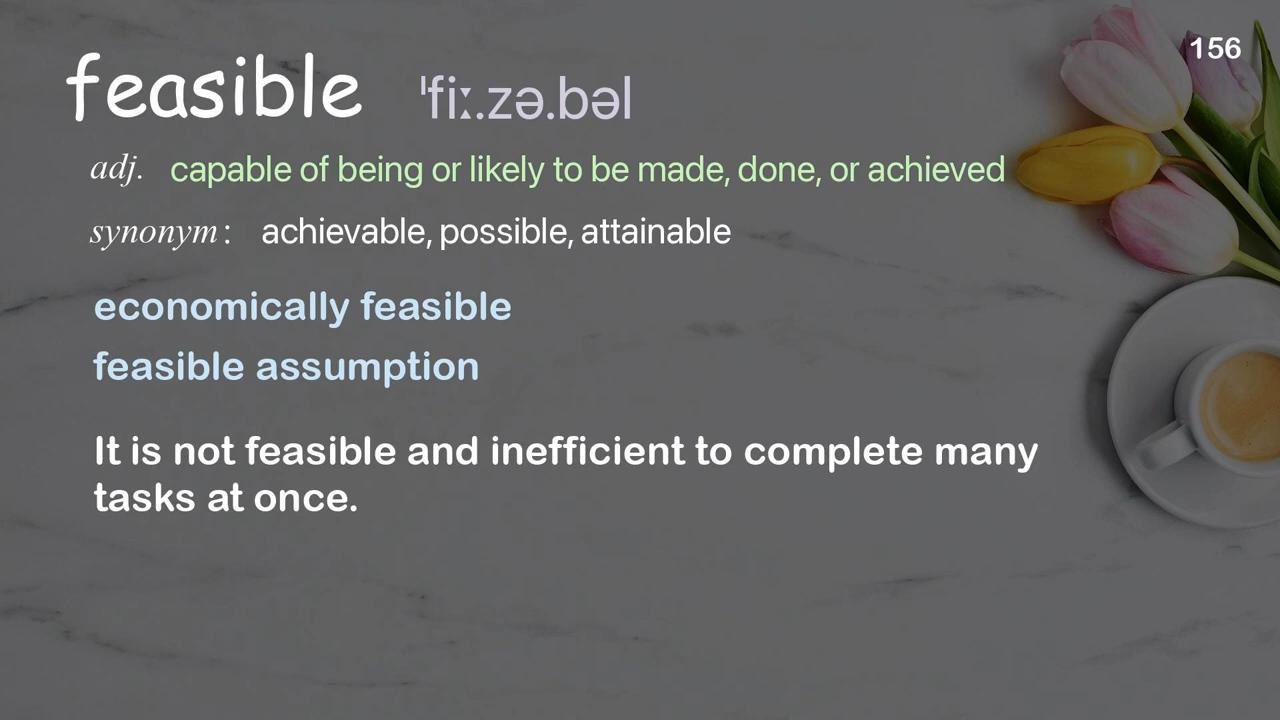 156
feasible ˈfiː.zə.bəl
adj. capable of being or likely to be made, done, or achieved
synonym: achievable, possible, attainable
economically feasible
feasible assumption
It is not feasible and inefficient to complete many
tasks at once.